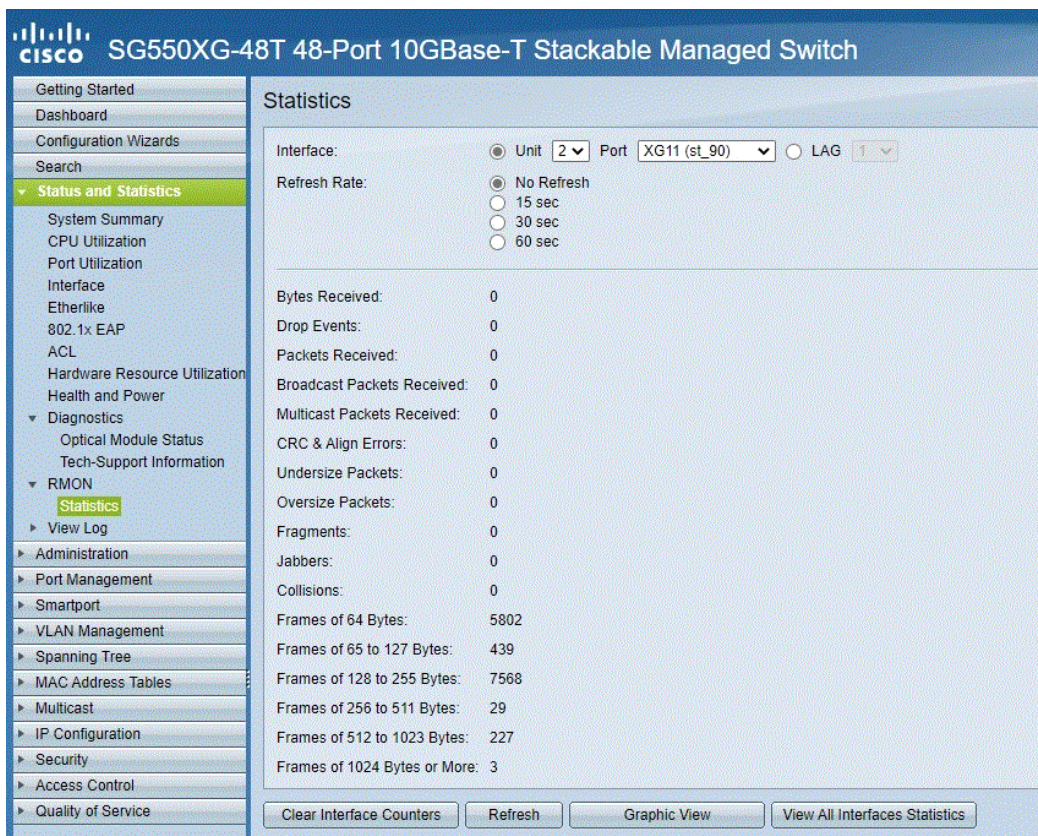 CISCO SG550XG-48T 48-Port 10GBase-T Stackable Managed Switch
Getting Started
Dashboard
Configuration Wizards
Search
Status and Statistics
System Summary
CPU Utilization
Port Utilization
Interface
Etherlike
802.1x EAP
ACL
Hardware Resource Utilization
Health and Power
Diagnostics
Optical Module Status
Tech-Support Information
RMON
Statistics
View Log
Administration
Port Management
Smartport
VLAN Management
Spanning Tree
MAC Address Tables
Multicast
IP Configuration
Security
Access Control
Quality of Service
Statistics
Interface: Unit 2 Port XG11 (st_90) LAG 1
Refresh Rate: No Refresh
15 sec
30 sec
60 sec
Bytes Received: 0
Drop Events: 0
Packets Received: 0
Broadcast Packets Received: 0
Multicast Packets Received: 0
CRC & Align Errors: 0
Undersize Packets: 0
Oversize Packets: 0
Fragments: 0
Jabbers: 0
Collisions: 0
Frames of 64 Bytes: 5802
Frames of 65 to 127 Bytes: 439
Frames of 128 to 255 Bytes: 7568
Frames of 256 to 511 Bytes: 29
Frames of 512 to 1023 Bytes: 227
Frames of 1024 Bytes or More: 3
Clear Interface Counters Refresh Graphic View View All Interfaces Statistics